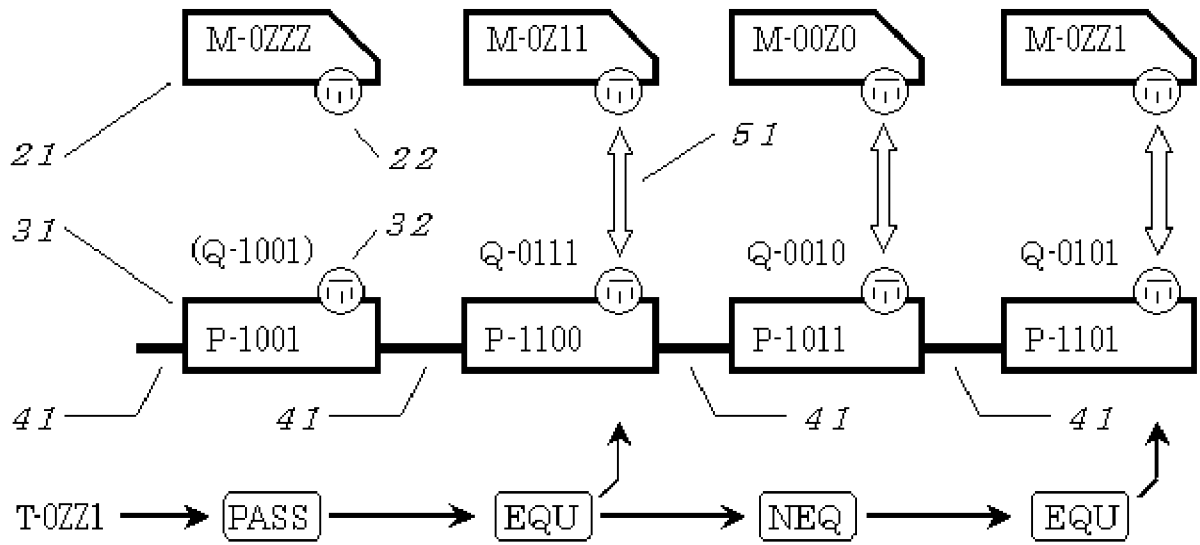 M-0ZZZ M-0Z11 M-00Z0 M-0ZZ1
21 22 51
31 32
(Q-1001) Q-0111 Q-0010 Q-0101
P-1001 P-1100 P-1011 P-1101
41 41 41 41
T-0ZZ1 PASS EQU NEQ EQU